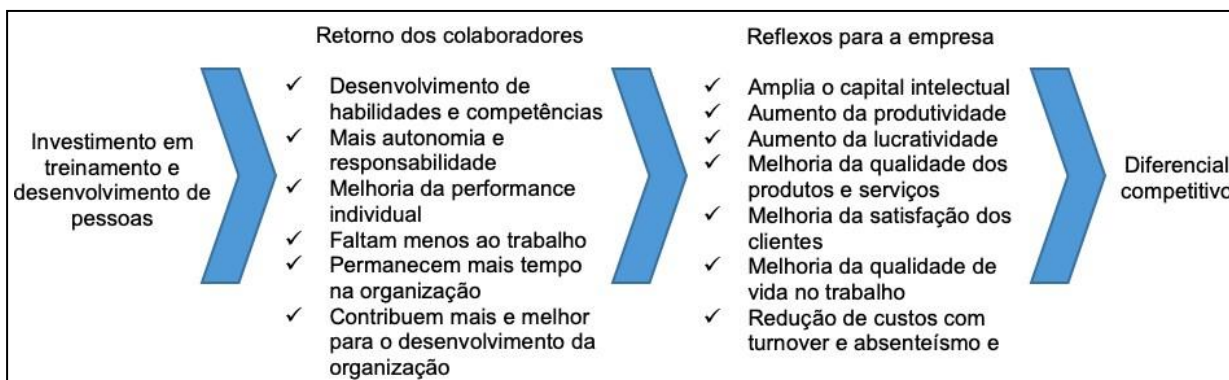 Investimento em
treinamento e
desenvolvimento de
pessoas
Retorno dos colaboradores
✓ Desenvolvimento de
habilidades e competências
✓ Mais autonomia e
responsabilidade
✓ Melhoria da performance
individual
✓ Faltam menos ao trabalho
✓ Permanecem mais tempo
na organização
✓ Contribuem mais e melhor
para o desenvolvimento da
organização
Reflexos para a empresa
✓ Amplia o capital intelectual
✓ Aumento da produtividade
✓ Aumento da lucratividade
✓ Melhoria da qualidade dos
produtos e serviços
✓ Melhoria da satisfação dos
clientes
✓ Melhoria da qualidade de
vida no trabalho
✓ Redução de custos com
turnover e absenteísmo e
Diferencial
competitivo